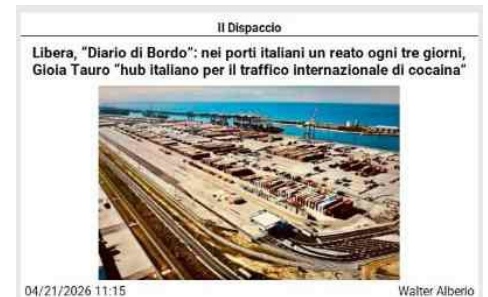 Il Dispaccio
Libera, "Diario di Bordo": nei porti italiani un reato ogni tre giorni,
Gioia Tauro "hub italiano per il traffico internazionale di cocaina"
04/21/2026 11:15
Walter Alberio